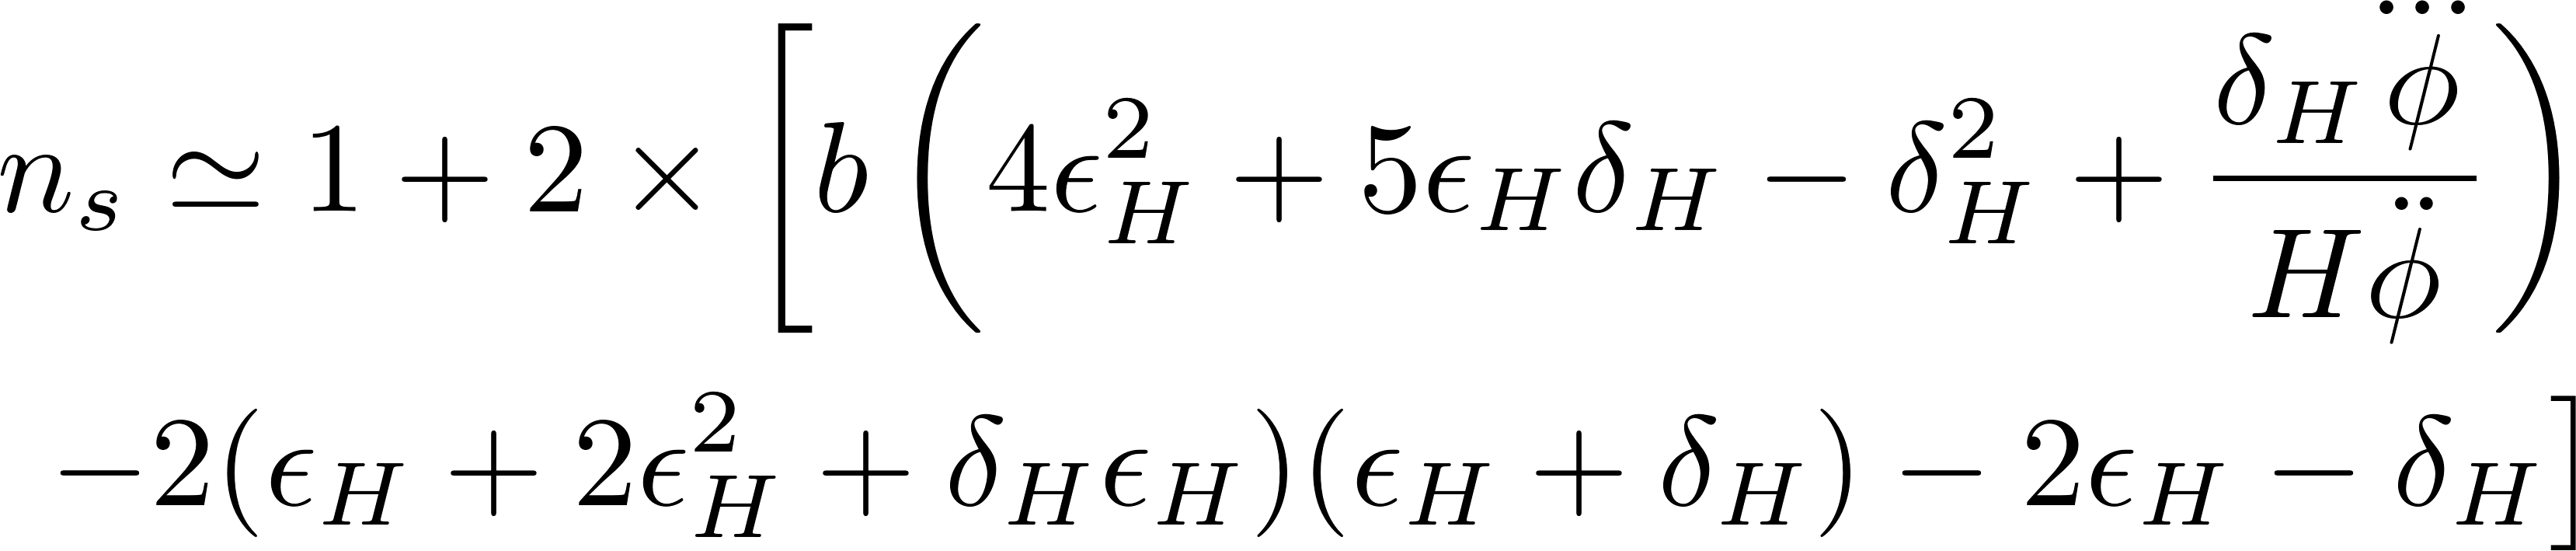 $n_s \simeq 1 + 2 \times \left[ b \left( 4\epsilon_H^2 + 5\epsilon_H \delta_H - \delta_H^2 + \frac{\delta_H \dddot{\phi}}{H \ddot{\phi}} \right) \right.$
$\left. -2(\epsilon_H + 2\epsilon_H^2 + \delta_H \epsilon_H)(\epsilon_H + \delta_H) - 2\epsilon_H - \delta_H \right]$